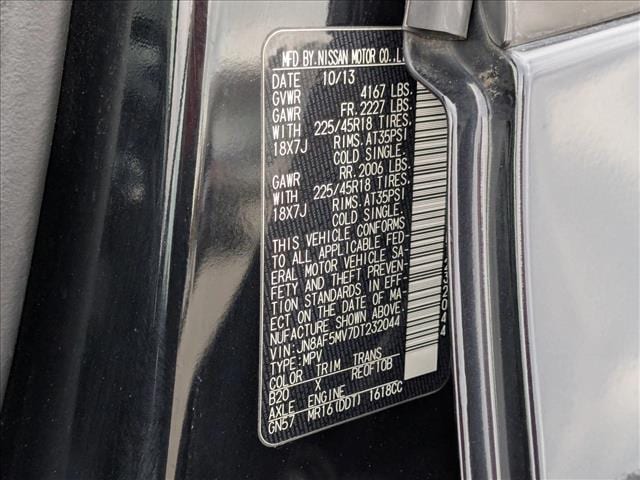 MFD BY. NISSAN MOTOR CO., L
DATE 10/13
GVWR 4167 LBS.
GAWR FR. 2227 LBS.
WITH 225/45R18 TIRES.
18X7J RIMS. AT35PSI
COLD SINGLE.
GAWR RR. 2006 LBS.
WITH 225/45R18 TIRES.
18X7J RIMS. AT35PSI
COLD SINGLE.
THIS VEHICLE CONFORMS
TO ALL APPLICABLE FED-
ERAL MOTOR VEHICLE SA-
FETY AND THEFT PREVEN-
TION STANDARDS IN EFF-
ECT ON THE DATE OF MA-
NUFACTURE SHOWN ABOVE.
VIN: JN8AF5MV7DT232044
TYPE: MPV
COLOR TRIM TRANS
B20 X RE0F10B
AXLE ENGINE
GN57 MR16(DDT) 1618CC